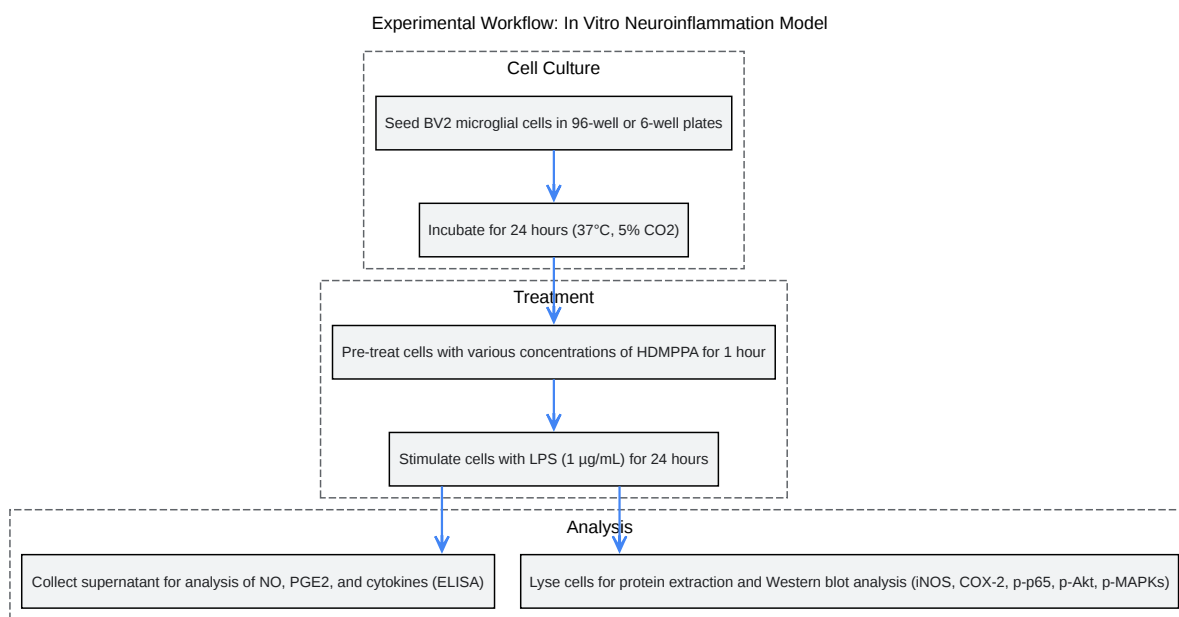 Experimental Workflow: In Vitro Neuroinflammation Model
Cell Culture
Seed BV2 microglial cells in 96-well or 6-well plates
Incubate for 24 hours (37°C, 5% CO2)
Treatment
Pre-treat cells with various concentrations of HDMPPA for 1 hour
Stimulate cells with LPS (1 µg/mL) for 24 hours
Analysis
Collect supernatant for analysis of NO, PGE2, and cytokines (ELISA)
Lyse cells for protein extraction and Western blot analysis (iNOS, COX-2, p-p65, p-Akt, p-MAPKs)